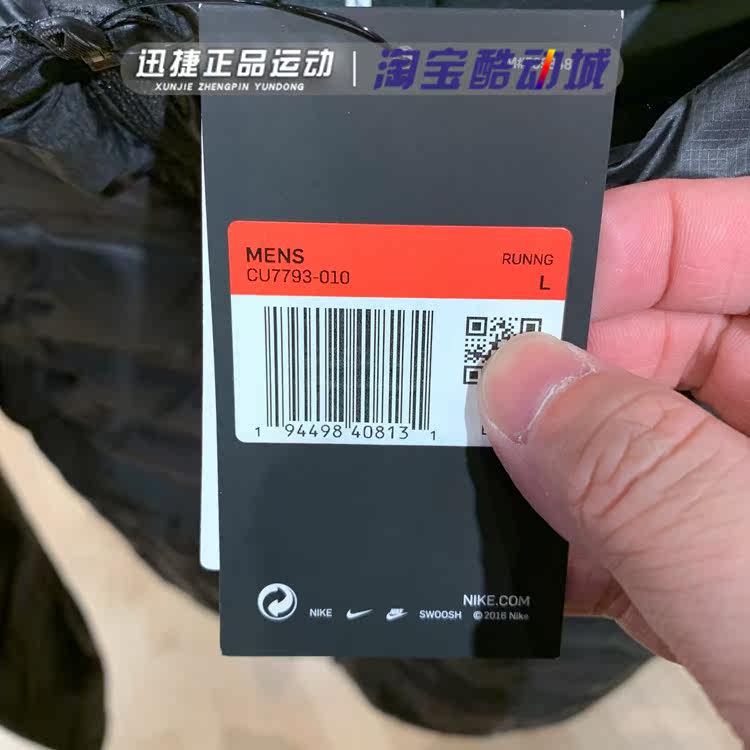 迅捷正品运动
XUNJIE ZHENGPIN YUNDONG
淘宝酷动城
MENS
RUNNG
CU7793-010
L
1 94498 40813 1
NIKE.COM
NIKE SWOOSH © 2016 Nike